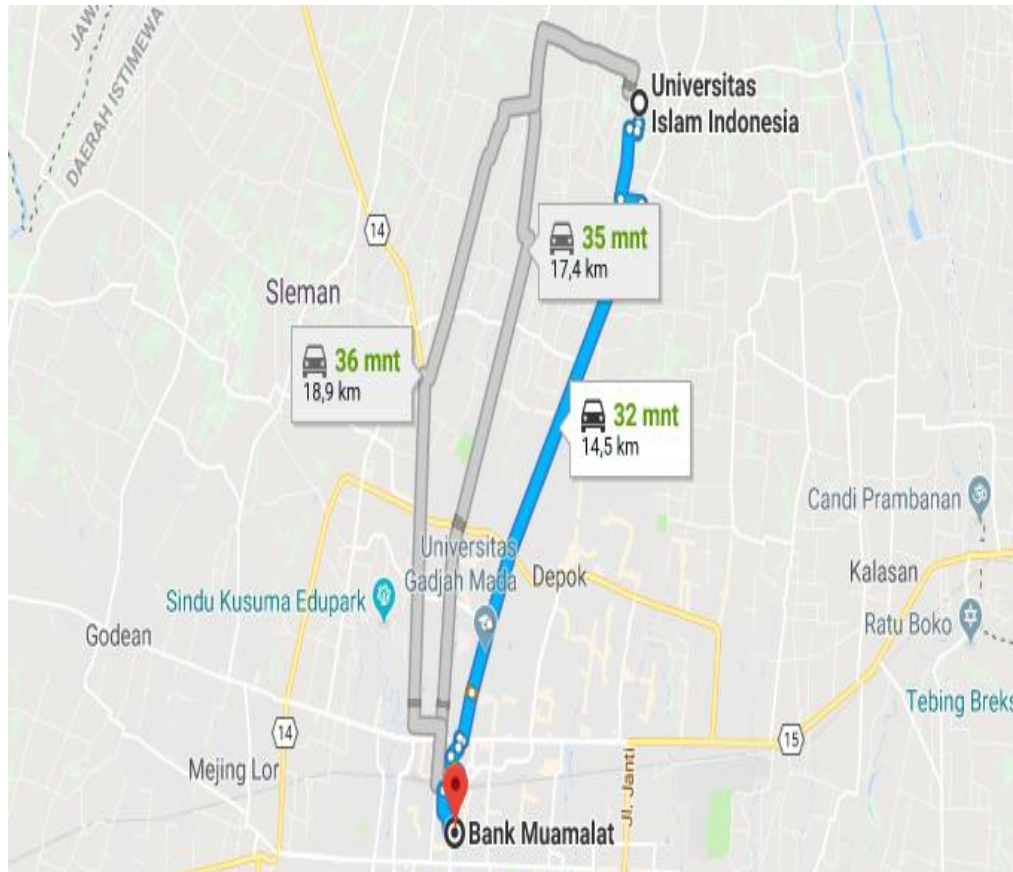 JAWA
DAERAH ISTIMEWA
Universitas
Islam Indonesia
14
35 mnt
17,4 km
Sleman
36 mnt
18,9 km
32 mnt
14,5 km
Candi Prambanan
Universitas
Gadjah Mada
Depok
Kalasan
Sindu Kusuma Edupark
Ratu Boko
Godean
Tebing Breks
14
15
Mejing Lor
Jl. Janti
Bank Muamalat